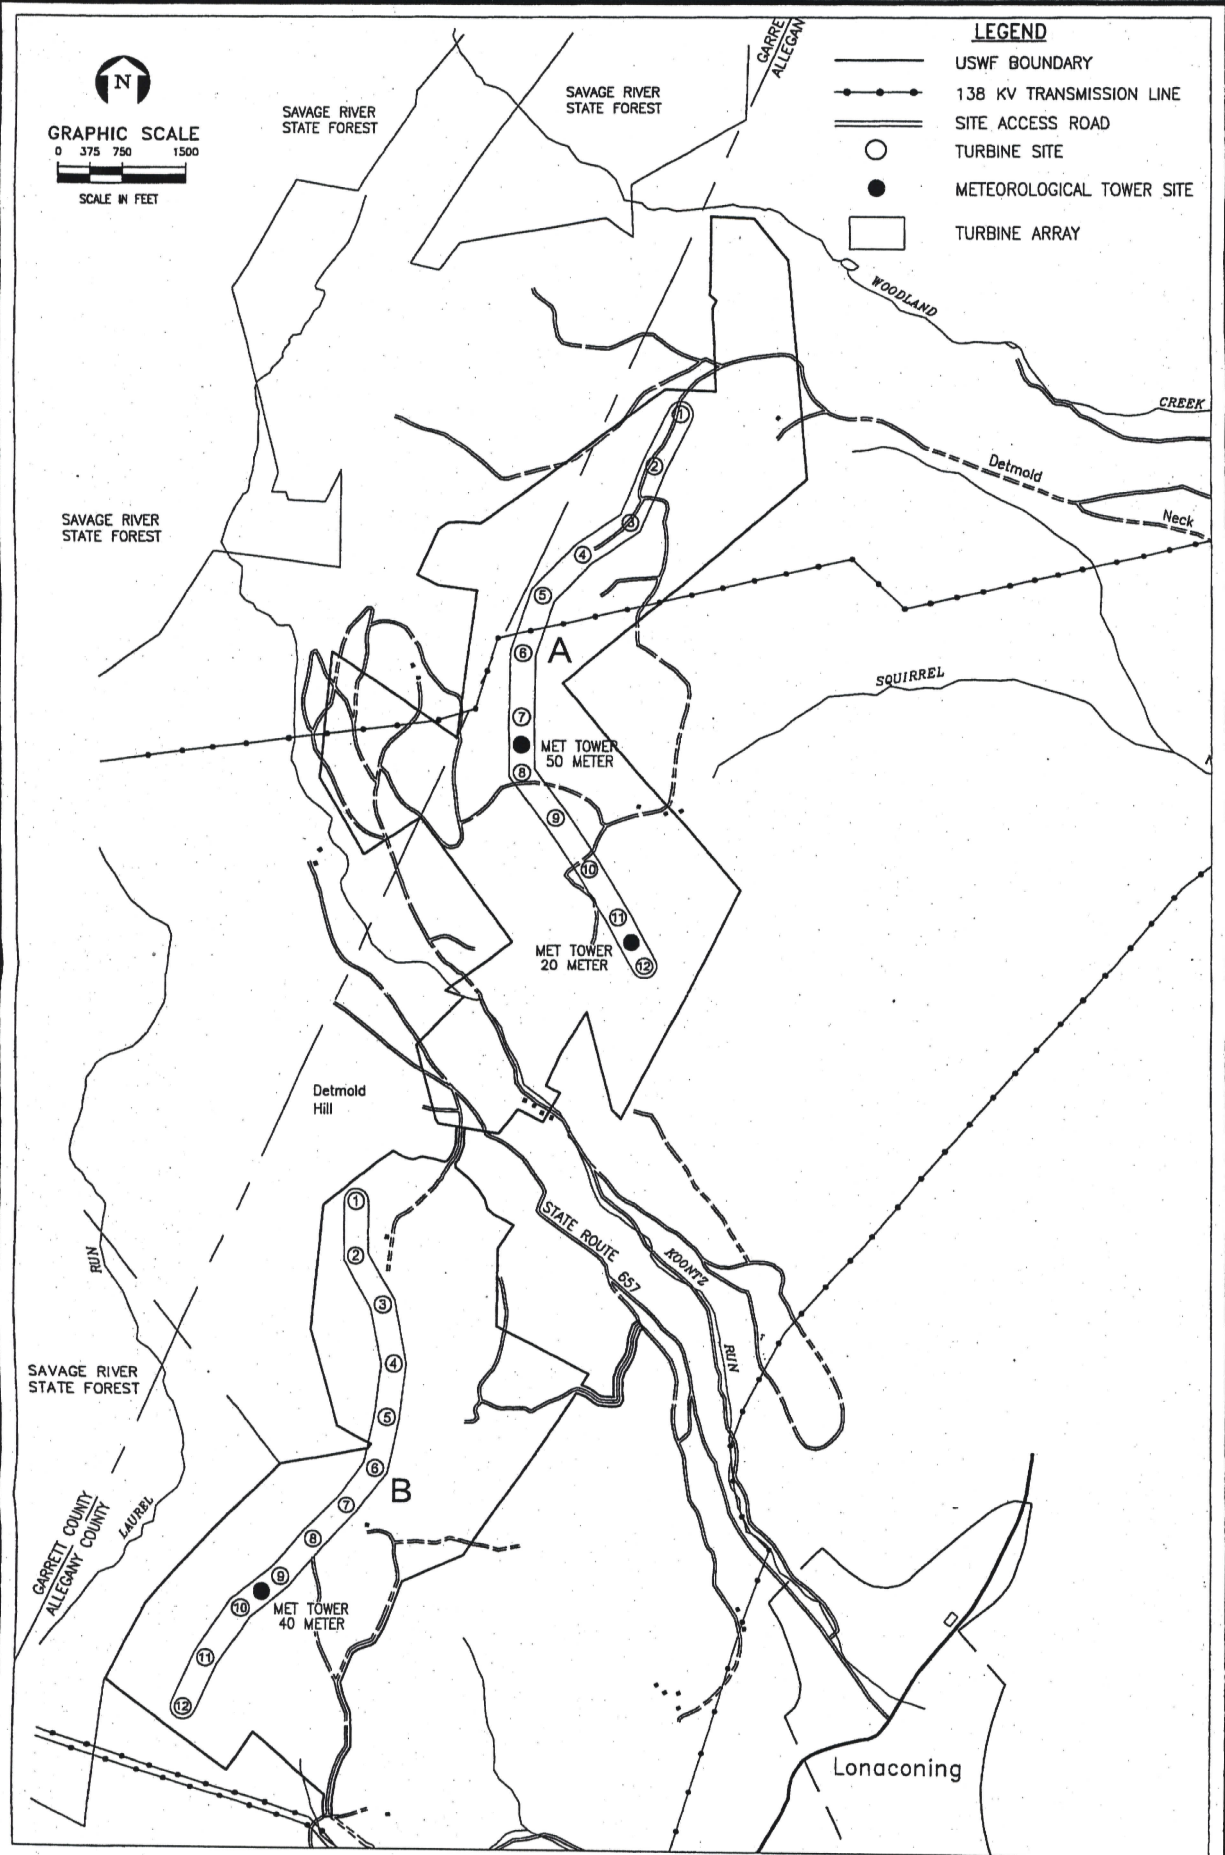 GARRE
ALLEGAN
LEGEND
USWF BOUNDARY
138 KV TRANSMISSION LINE
SITE ACCESS ROAD
TURBINE SITE
METEOROLOGICAL TOWER SITE
TURBINE ARRAY
N
GRAPHIC SCALE
0 375 750 1500
SCALE IN FEET
SAVAGE RIVER
STATE FOREST
SAVAGE RIVER
STATE FOREST
WOODLAND
CREEK
Detmold
Neck
SAVAGE RIVER
STATE FOREST
1
2
3
4
5
6
A
7
MET TOWER
50 METER
8
9
10
11
MET TOWER
20 METER
12
SQUIRREL
Detmold
Hill
1
2
3
4
5
6
B
7
8
9
10
MET TOWER
40 METER
11
12
STATE ROUTE 657
KOONTZ
RUN
RUN
SAVAGE RIVER
STATE FOREST
GARRETT COUNTY
ALLEGANY COUNTY
LAUREL
Lonaconing